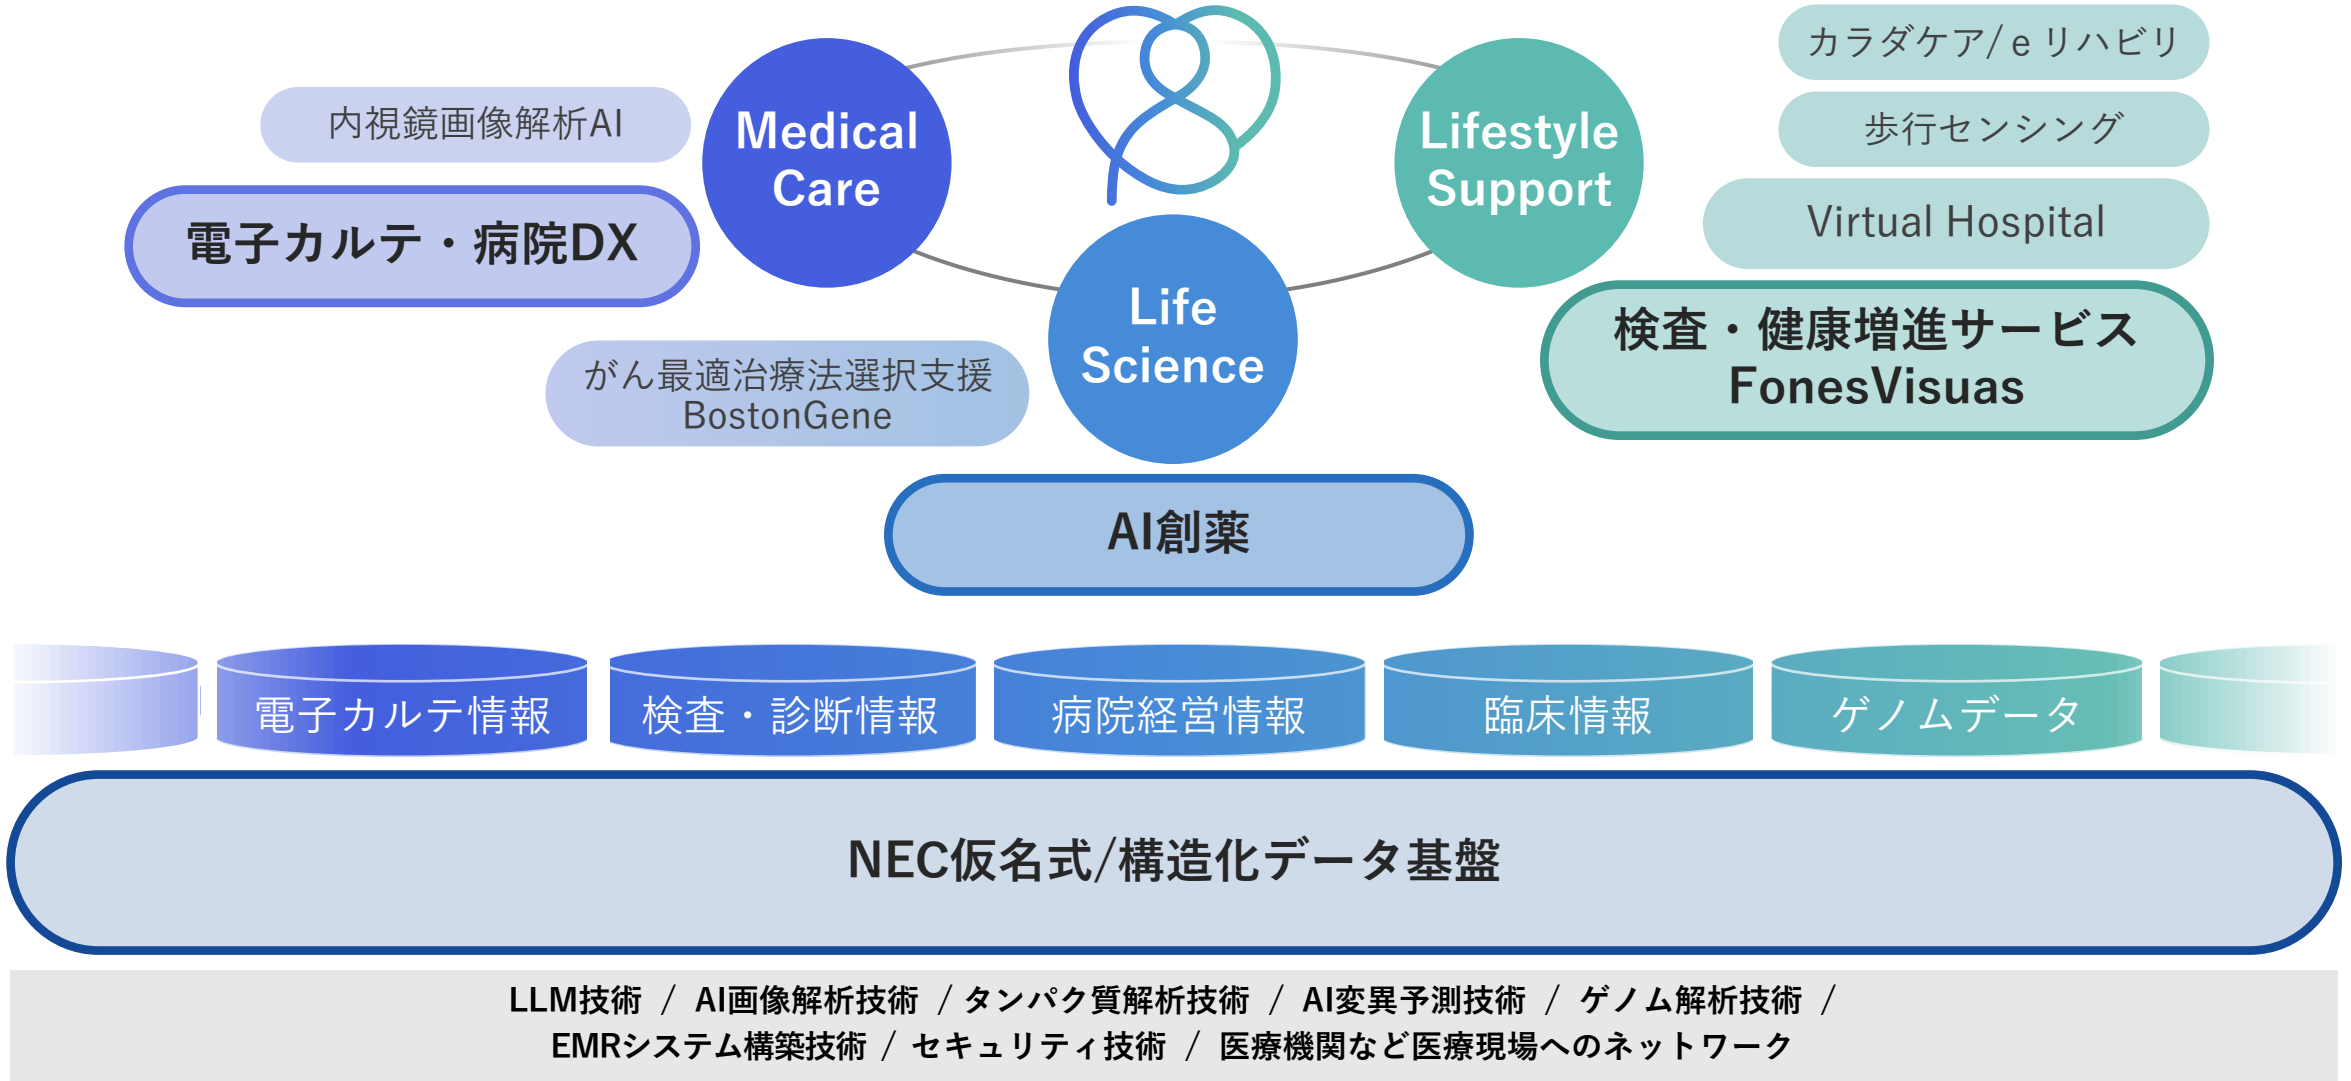 内視鏡画像解析AI
電子カルテ・病院DX
Medical
Care
がん最適治療法選択支援
BostonGene
Life
Science
AI創薬
Lifestyle
Support
カラダケア/ e リハビリ
歩行センシング
Virtual Hospital
検査・健康増進サービス
FonesVisuas
電子カルテ情報
検査・診断情報
病院経営情報
臨床情報
ゲノムデータ
NEC仮名式/構造化データ基盤
LLM技術 / AI画像解析技術 / タンパク質解析技術 / AI変異予測技術 / ゲノム解析技術 /
EMRシステム構築技術 / セキュリティ技術 / 医療機関など医療現場へのネットワーク